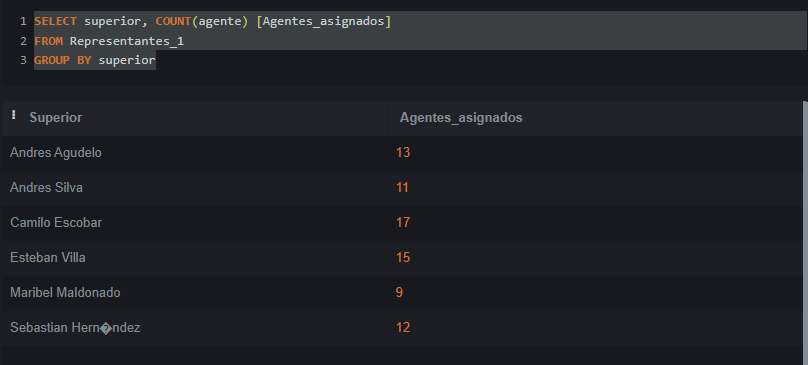 1 SELECT superior, COUNT(agente) [Agentes_asignados]
2 FROM Representantes_1
3 GROUP BY superior
Superior Agentes_asignados
Andres Agudelo 13
Andres Silva 11
Camilo Escobar 17
Esteban Villa 15
Maribel Maldonado 9
Sebastian Hern�ndez 12